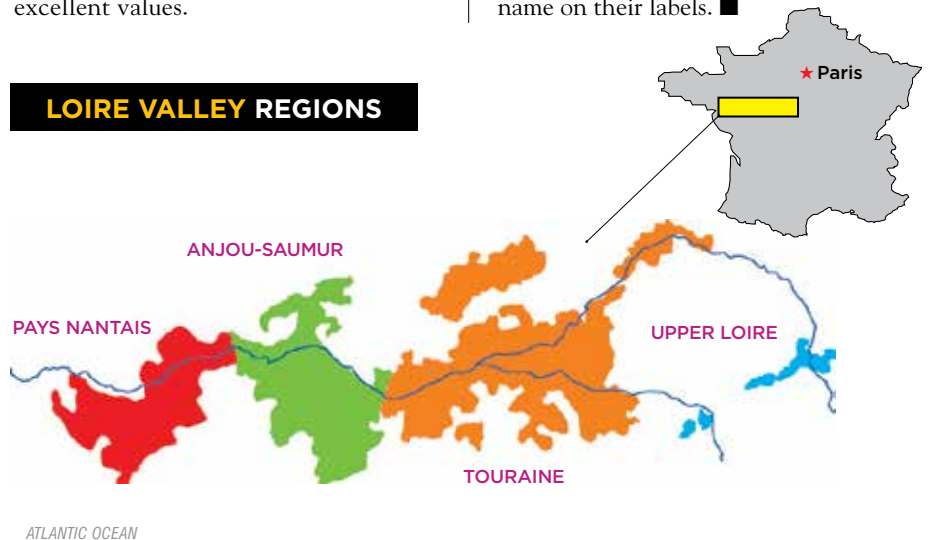 excellent values.
name on their labels. ■
★ Paris
LOIRE VALLEY REGIONS
ANJOU-SAUMUR
PAYS NANTAIS
UPPER LOIRE
TOURAINE
ATLANTIC OCEAN